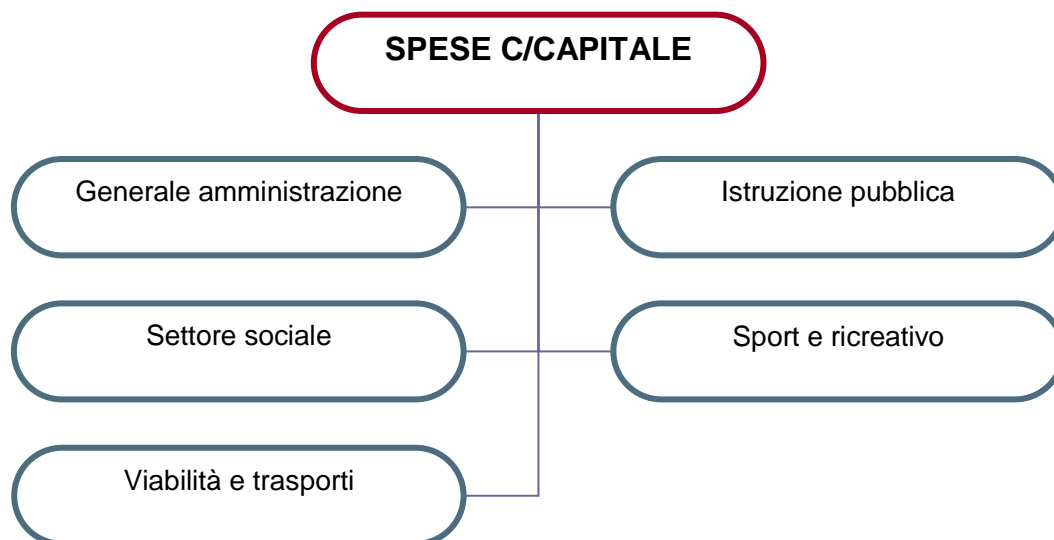 SPESE C/CAPITALE
Generale amministrazione
Istruzione pubblica
Settore sociale
Sport e ricreativo
Viabilità e trasporti